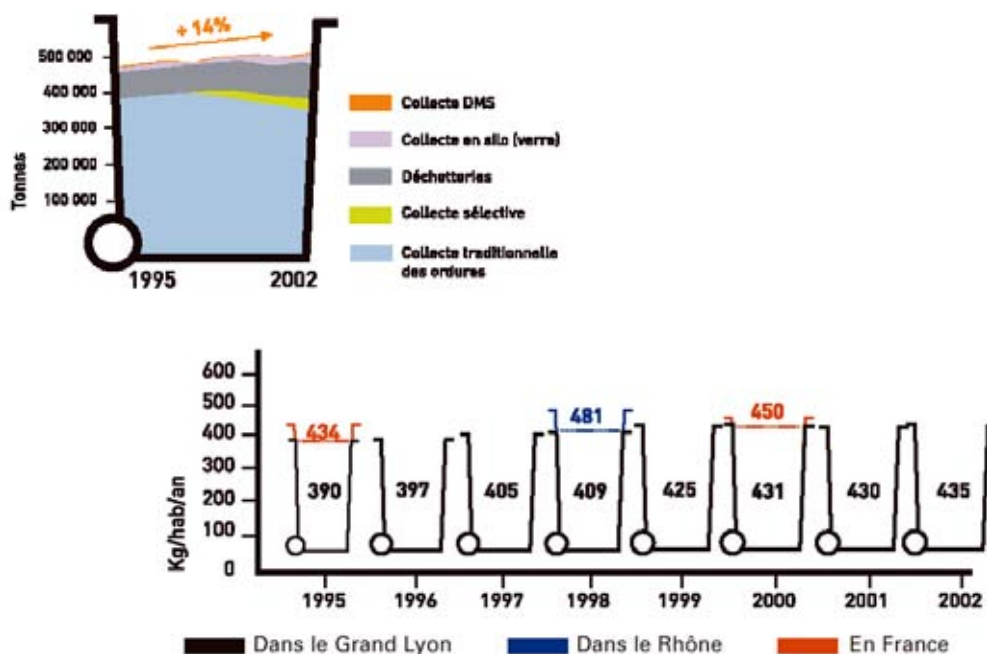 + 14%
500 000
400 000
300 000
200 000
100 000
Tonnes
1995 2002
Collecte DMS
Collecte en silo (verre)
Déchetteries
Collecte sélective
Collecte traditionnelle
des ordures
Kg/hab/an
600
500
400
300
200
100
0
434 481 450
390 397 405 409 425 431 430 435
1995 1996 1997 1998 1999 2000 2001 2002
Dans le Grand Lyon Dans le Rhône En France